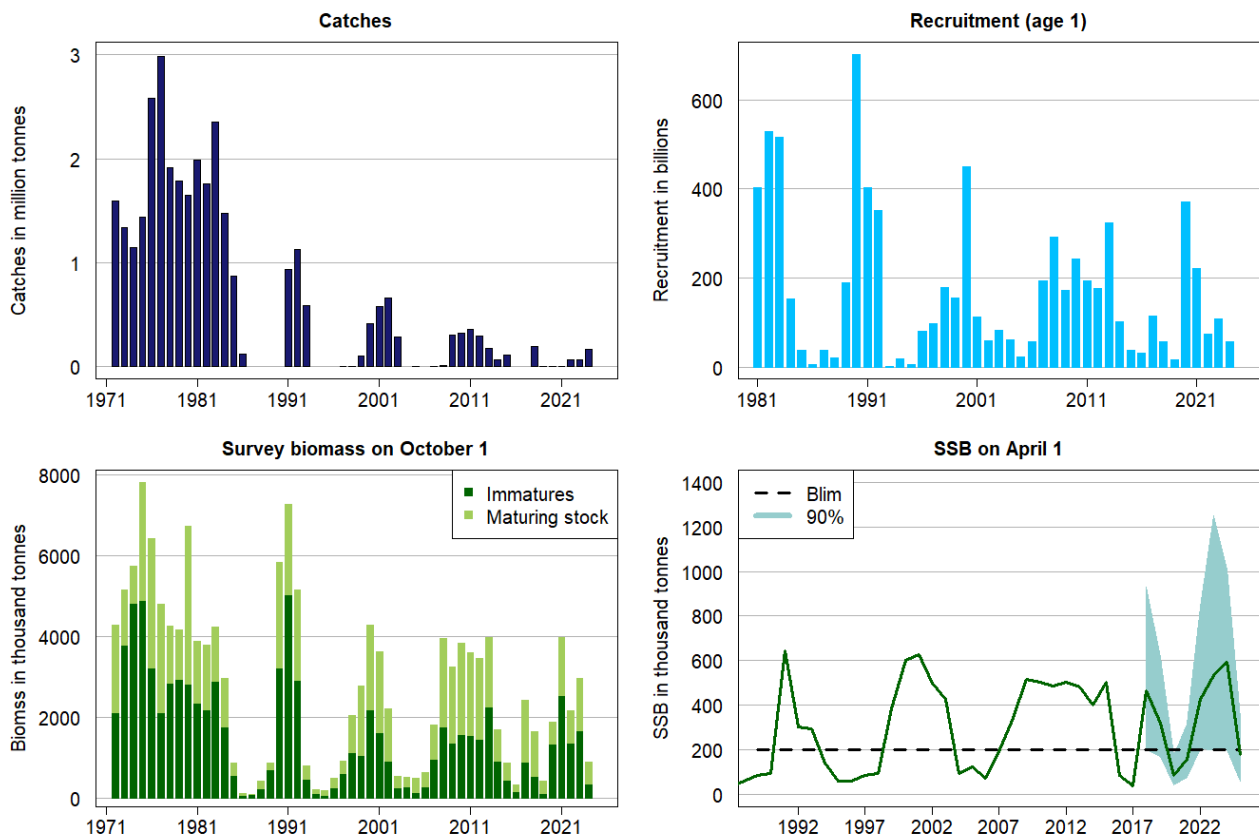 Catches
Catches in million tonnes
3
2
1
0
1971 1981 1991 2001 2011 2021
Recruitment (age 1)
Recruitment in billions
600
400
200
0
1981 1991 2001 2011 2021
Survey biomass on October 1
Biomss in thousand tonnes
8000
6000
4000
2000
0
Immatures
Maturing stock
1971 1981 1991 2001 2011 2021
SSB on April 1
SSB in thousand tonnes
1400
1200
1000
800
600
400
200
0
Blim
90%
1992 1997 2002 2007 2012 2017 2022